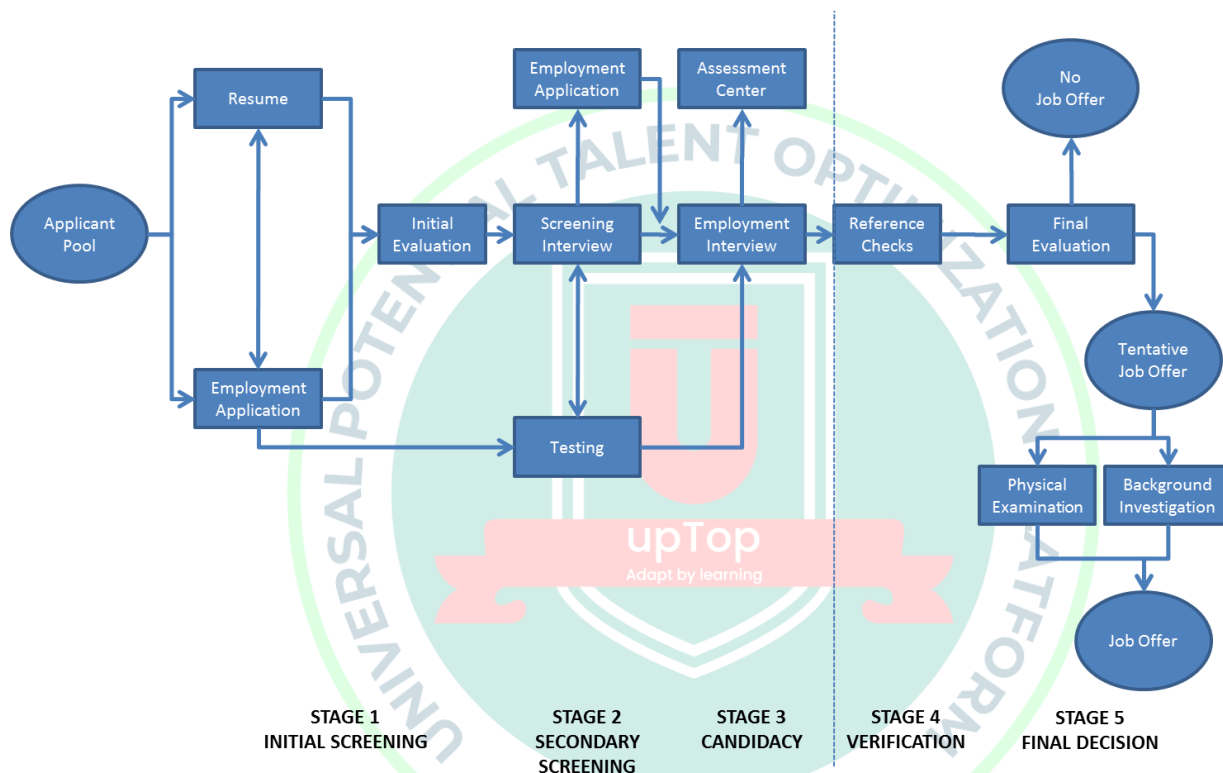 Employment
Application
Assessment
Center
No
Job Offer
Resume
Applicant
Pool
Initial
Evaluation
Screening
Interview
Employment
Interview
Reference
Checks
Final
Evaluation
Tentative
Job Offer
Employment
Application
Testing
Physical
Examination
Background
Investigation
Job Offer
UNIVERSAL POTENTIAL TALENT OPTIMIZATION PLATFORM
upTop
Adapt by learning
STAGE 1
INITIAL SCREENING
STAGE 2
SECONDARY
SCREENING
STAGE 3
CANDIDACY
STAGE 4
VERIFICATION
STAGE 5
FINAL DECISION